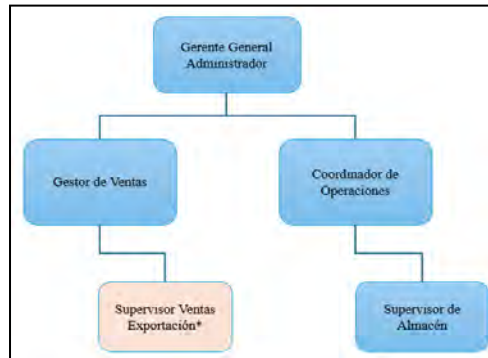 Gerente General
Administrador
Gestor de Ventas
Coordinador de
Operaciones
Supervisor Ventas
Exportación*
Supervisor de
Almacén